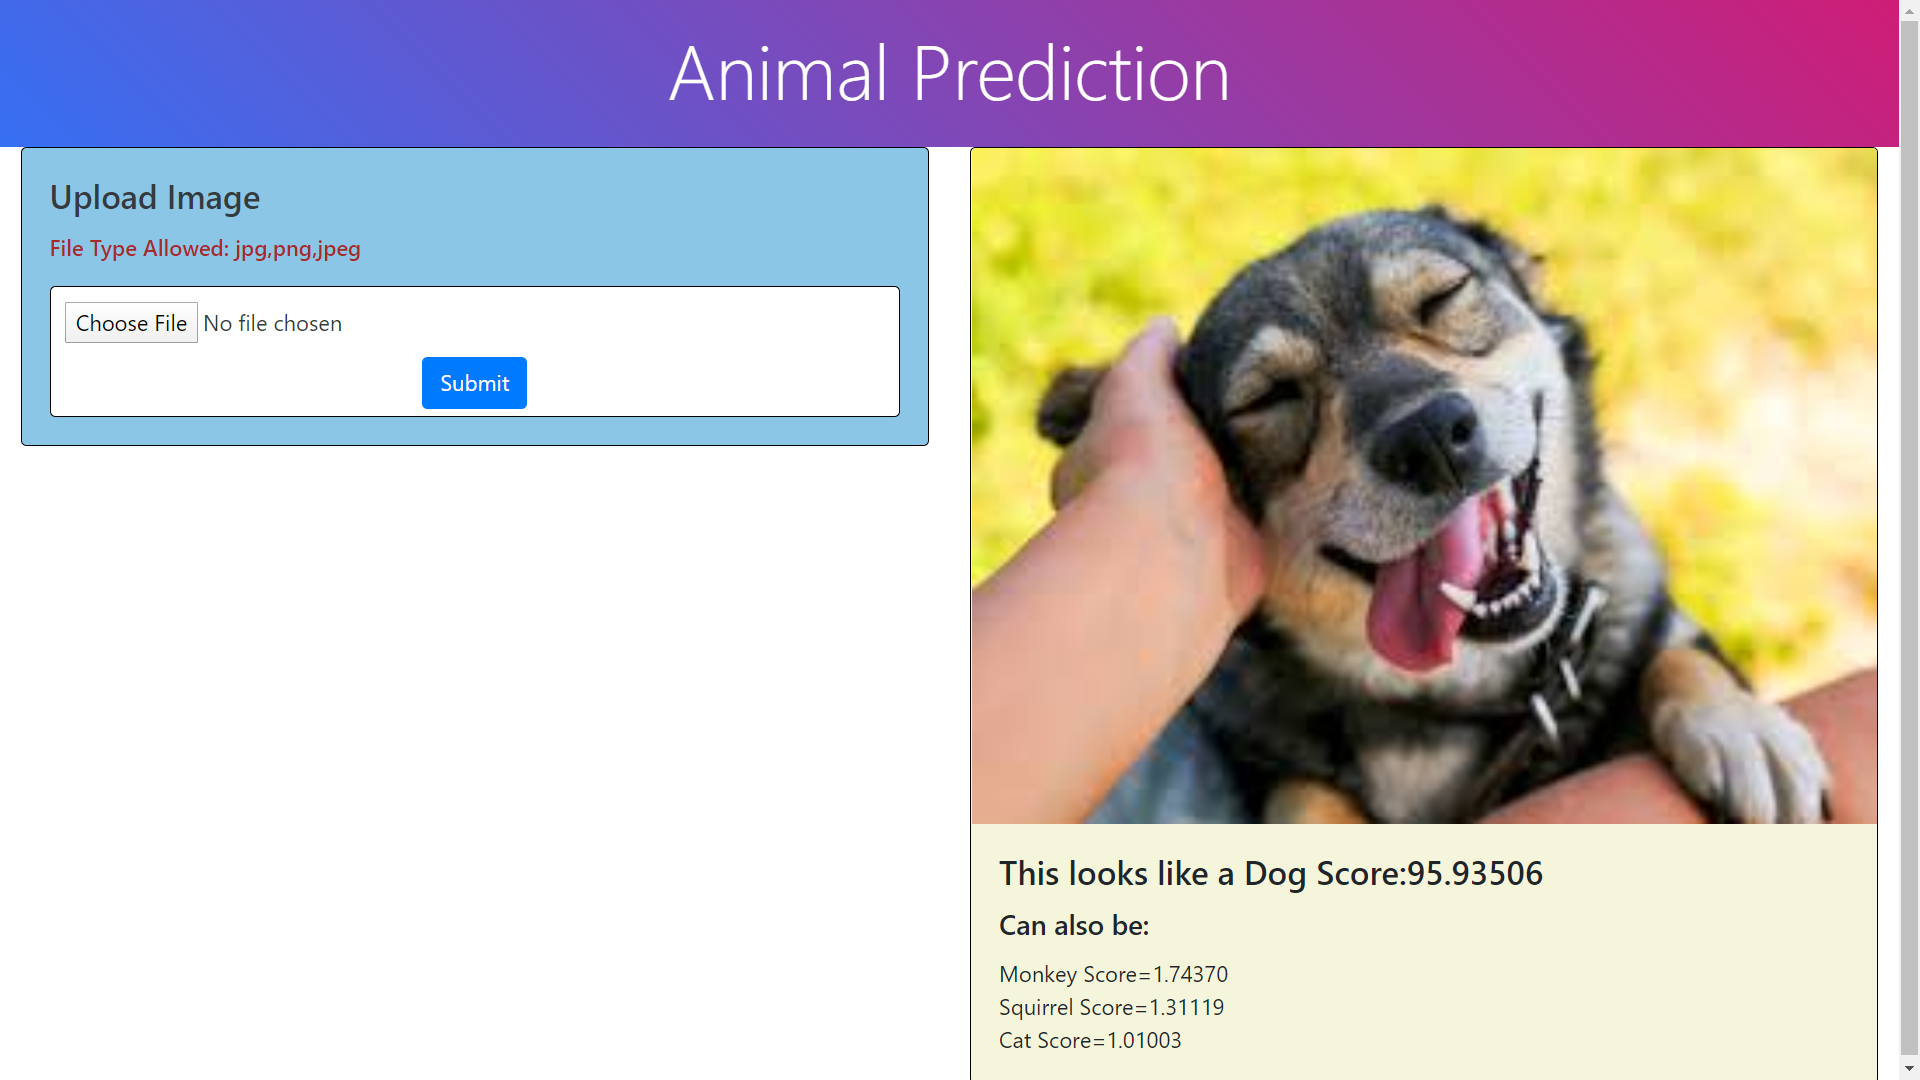 Animal Prediction
Upload Image
File Type Allowed: jpg,png,jpeg
Choose File No file chosen
Submit
This looks like a Dog Score:95.93506
Can also be:
Monkey Score=1.74370
Squirrel Score=1.31119
Cat Score=1.01003